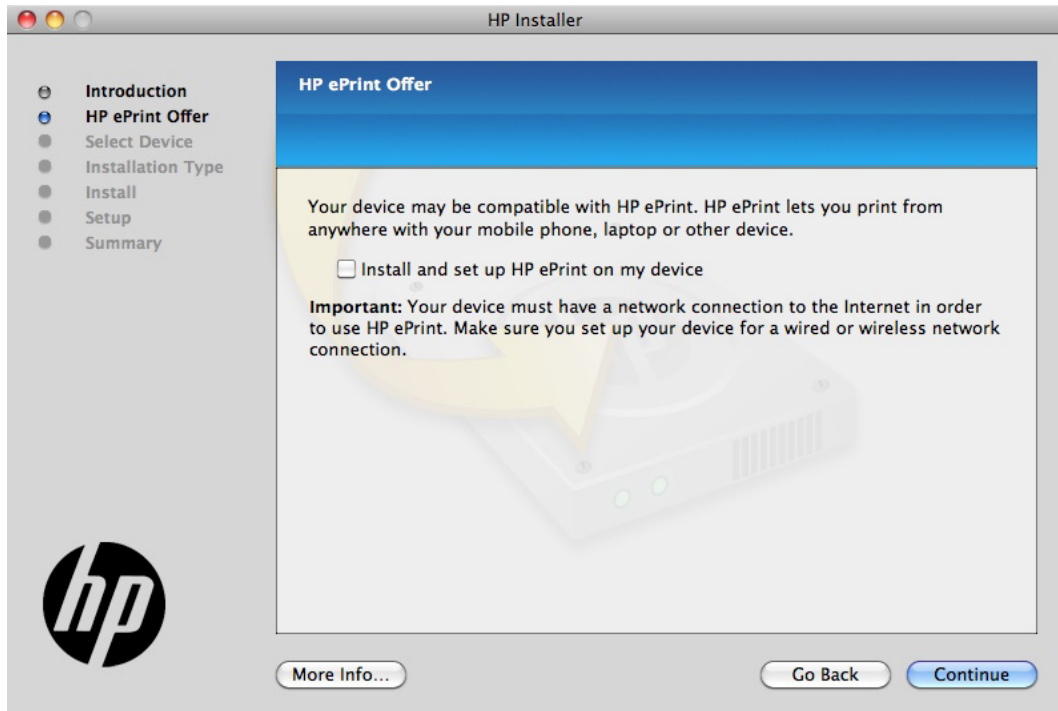 HP Installer
Introduction
HP ePrint Offer
Select Device
Installation Type
Install
Setup
Summary
hp
HP ePrint Offer
Your device may be compatible with HP ePrint. HP ePrint lets you print from
anywhere with your mobile phone, laptop or other device.
Install and set up HP ePrint on my device
Important: Your device must have a network connection to the Internet in order
to use HP ePrint. Make sure you set up your device for a wired or wireless network
connection.
More Info...
Go Back
Continue